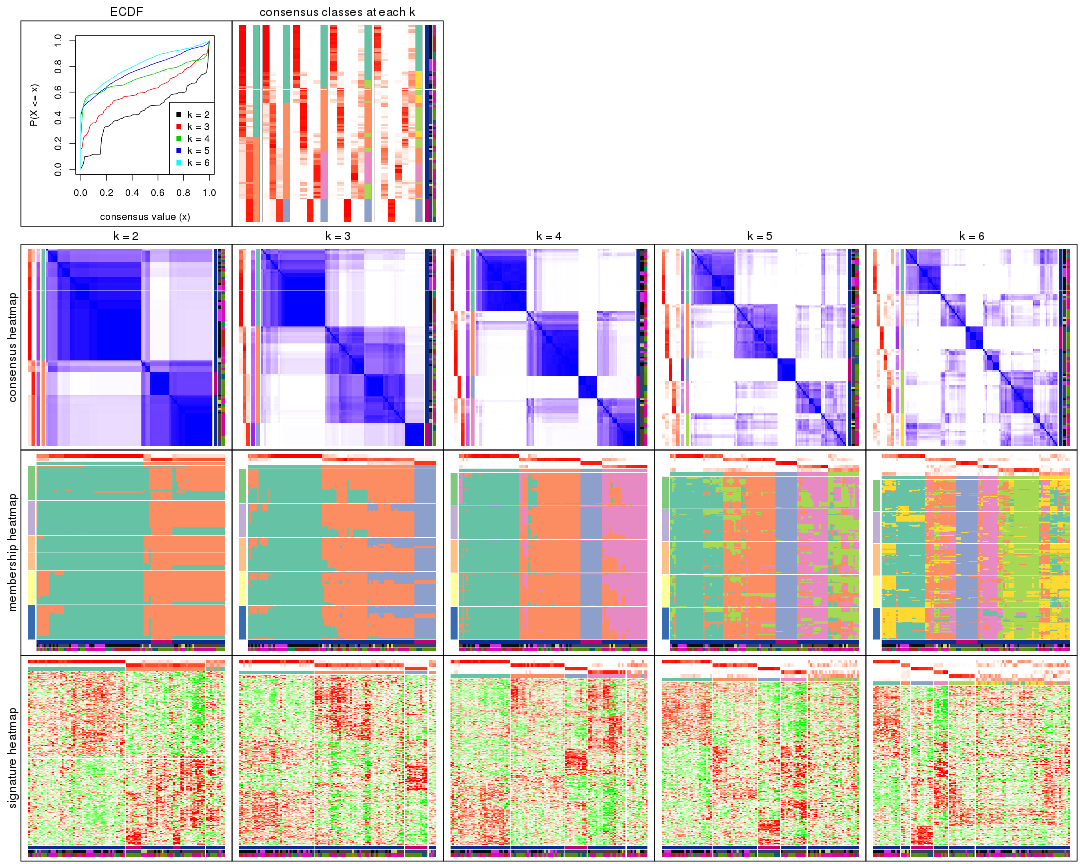 ECDF
consensus classes at each k
P(X <= x)
0.0 0.2 0.4 0.6 0.8 1.0
k = 2
k = 3
k = 4
k = 5
k = 6
0.0 0.2 0.4 0.6 0.8 1.0
consensus value (x)
k = 2 k = 3 k = 4 k = 5 k = 6
consensus heatmap
membership heatmap
signature heatmap